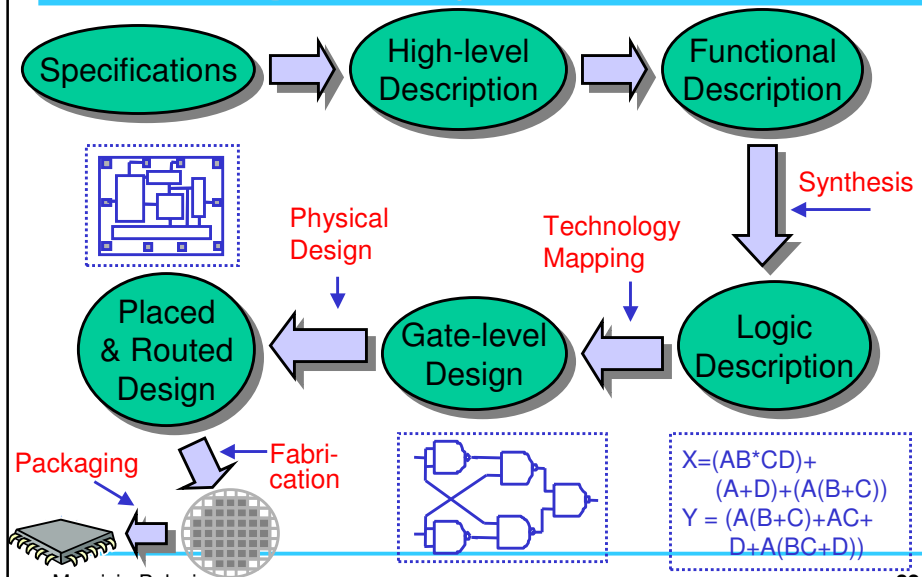 Specifications
High-level
Description
Functional
Description
Synthesis
Physical
Design
Technology
Mapping
Placed
& Routed
Design
Gate-level
Design
Logic
Description
Packaging
Fabri-
cation
X=(AB*CD)+
(A+D)+(A(B+C))
Y = (A(B+C)+AC+
D+A(BC+D))